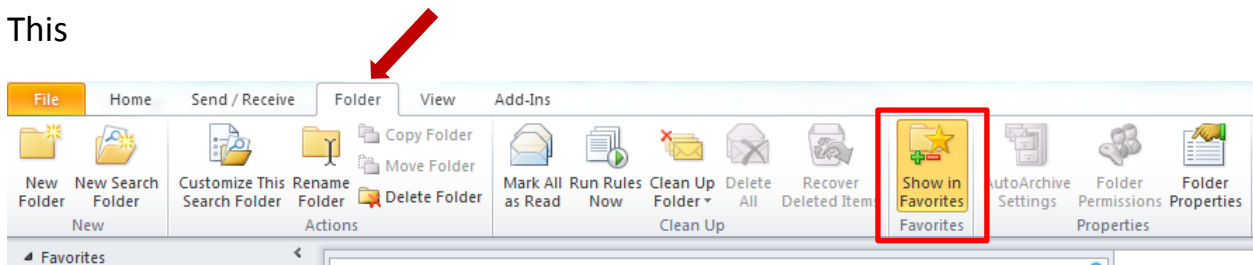 This
File Home Send / Receive Folder View Add-Ins
Copy Folder
Move Folder
Delete Folder
New Folder
New Search Folder
Customize This Search Folder
Rename Folder
Mark All as Read
Run Rules Now
Clean Up Folder
Delete All
Recover Deleted Items
Show in Favorites
AutoArchive Settings
Folder Permissions
Folder Properties
New Actions Clean Up Favorites Properties
Favorites